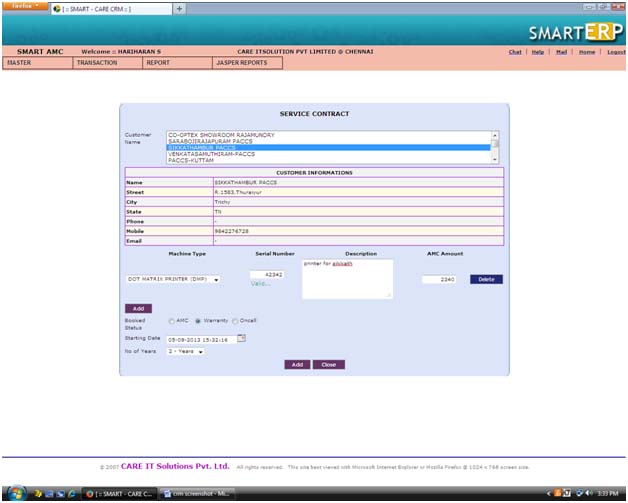 Firefox
[ :: SMART - CARE CRM :: ]
+
SMARTERP
SMART AMC Welcome :: HARIHARAN S CARE ITSOLUTION PVT LIMITED @ CHENNAI Chat | Help | Mail | Home | Logout
MASTER TRANSACTION REPORT JASPER REPORTS
SERVICE CONTRACT
Customer Name
CO-OPTEX SHOWROOM RAJAMUNDRY
SARABOJIRAJAPURAM PACCS
SIKKATHAMBUR PACCS
VENKATASAMUTHIRAM-PACCS
PACCS-KUTTAM
CUSTOMER INFORMATIONS
Name SIKKATHAMBUR PACCS
Street R.1583,Thuraiyur
City Trichy
State TN
Phone -
Mobile 9842276728
Email -
Machine Type Serial Number Description AMC Amount
DOT MATRIX PRINTER (DMP) A2342 printer for sikkath 2340 Delete
Valid...
Add
Booked Status AMC Warranty Oncall
Starting Date 05-09-2013 15:32:16
No of Years 2 - Years
Add Close
© 2007 CARE IT Solutions Pvt. Ltd. All rights reserved. This site best viewed with Microsoft Internet Explorer or Mozilla Firefox @ 1024 x 768 screen size.
[ :: SMART - CARE C... crm screenshot - Mi... 3:33 PM